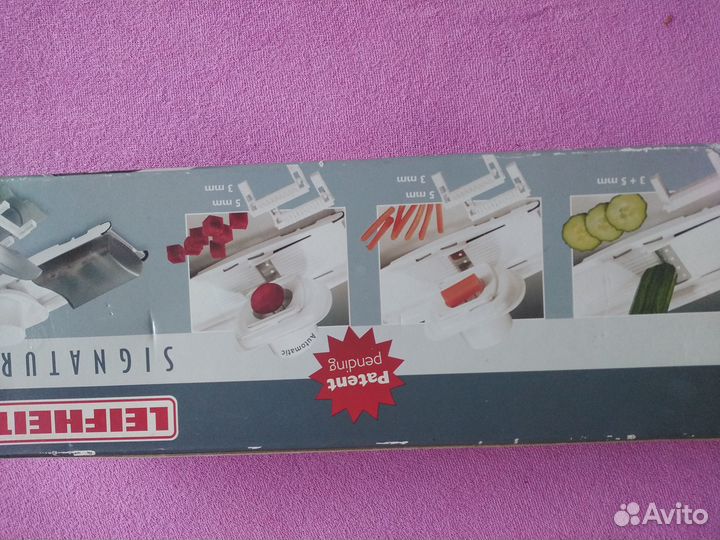 LEIFHEIT
SIGNATUR
Patent
pending
Automatic
3 + 5 mm
5 mm
3 mm
5 mm
3 mm
Avito